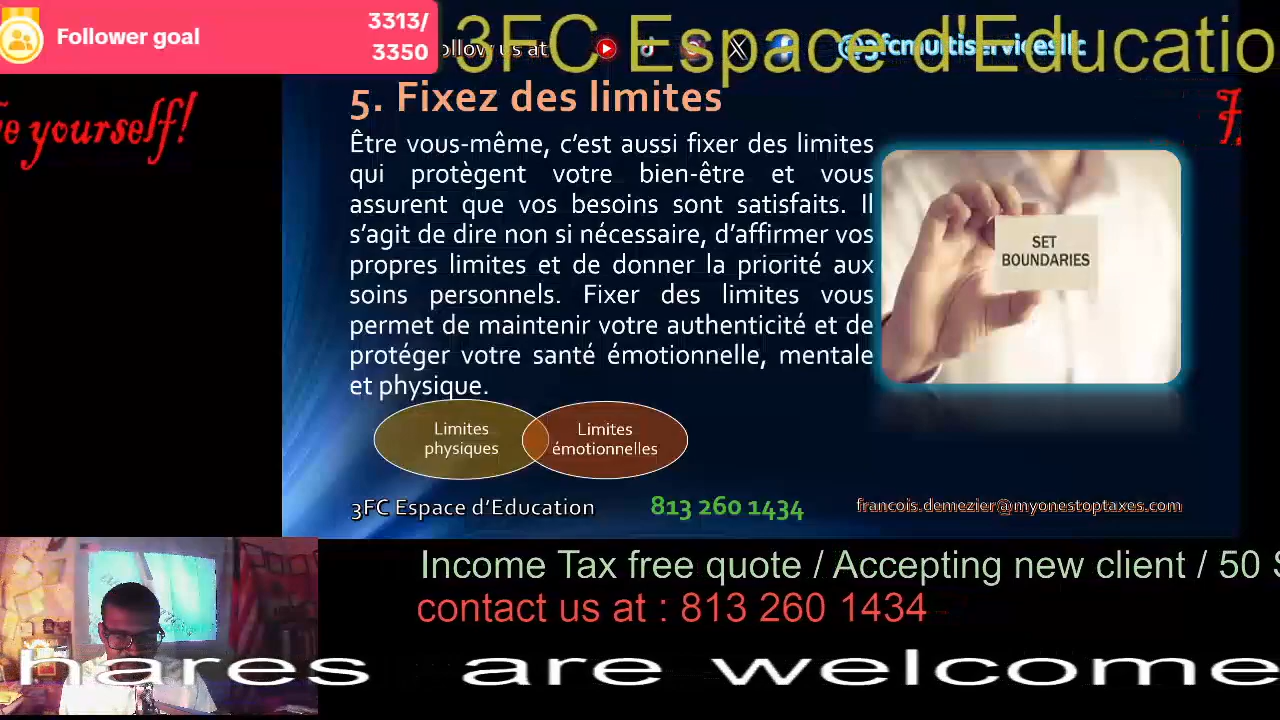 Follower goal
3313/
3350
ollow us at
@3fcmultiservicesllc
3FC Espace d'Educatio
e yourself!
5. Fixez des limites
Être vous-même, c’est aussi fixer des limites
qui protègent votre bien-être et vous
assurent que vos besoins sont satisfaits. Il
s’agit de dire non si nécessaire, d’affirmer vos
propres limites et de donner la priorité aux
soins personnels. Fixer des limites vous
permet de maintenir votre authenticité et de
protéger votre santé émotionnelle, mentale
et physique.
SET
BOUNDARIES
Limites
physiques
Limites
émotionnelles
3FC Espace d’Education
813 260 1434
francois.demezier@myonestoptaxes.com
Income Tax free quote / Accepting new client / 50
contact us at : 813 260 1434
hares are welcome